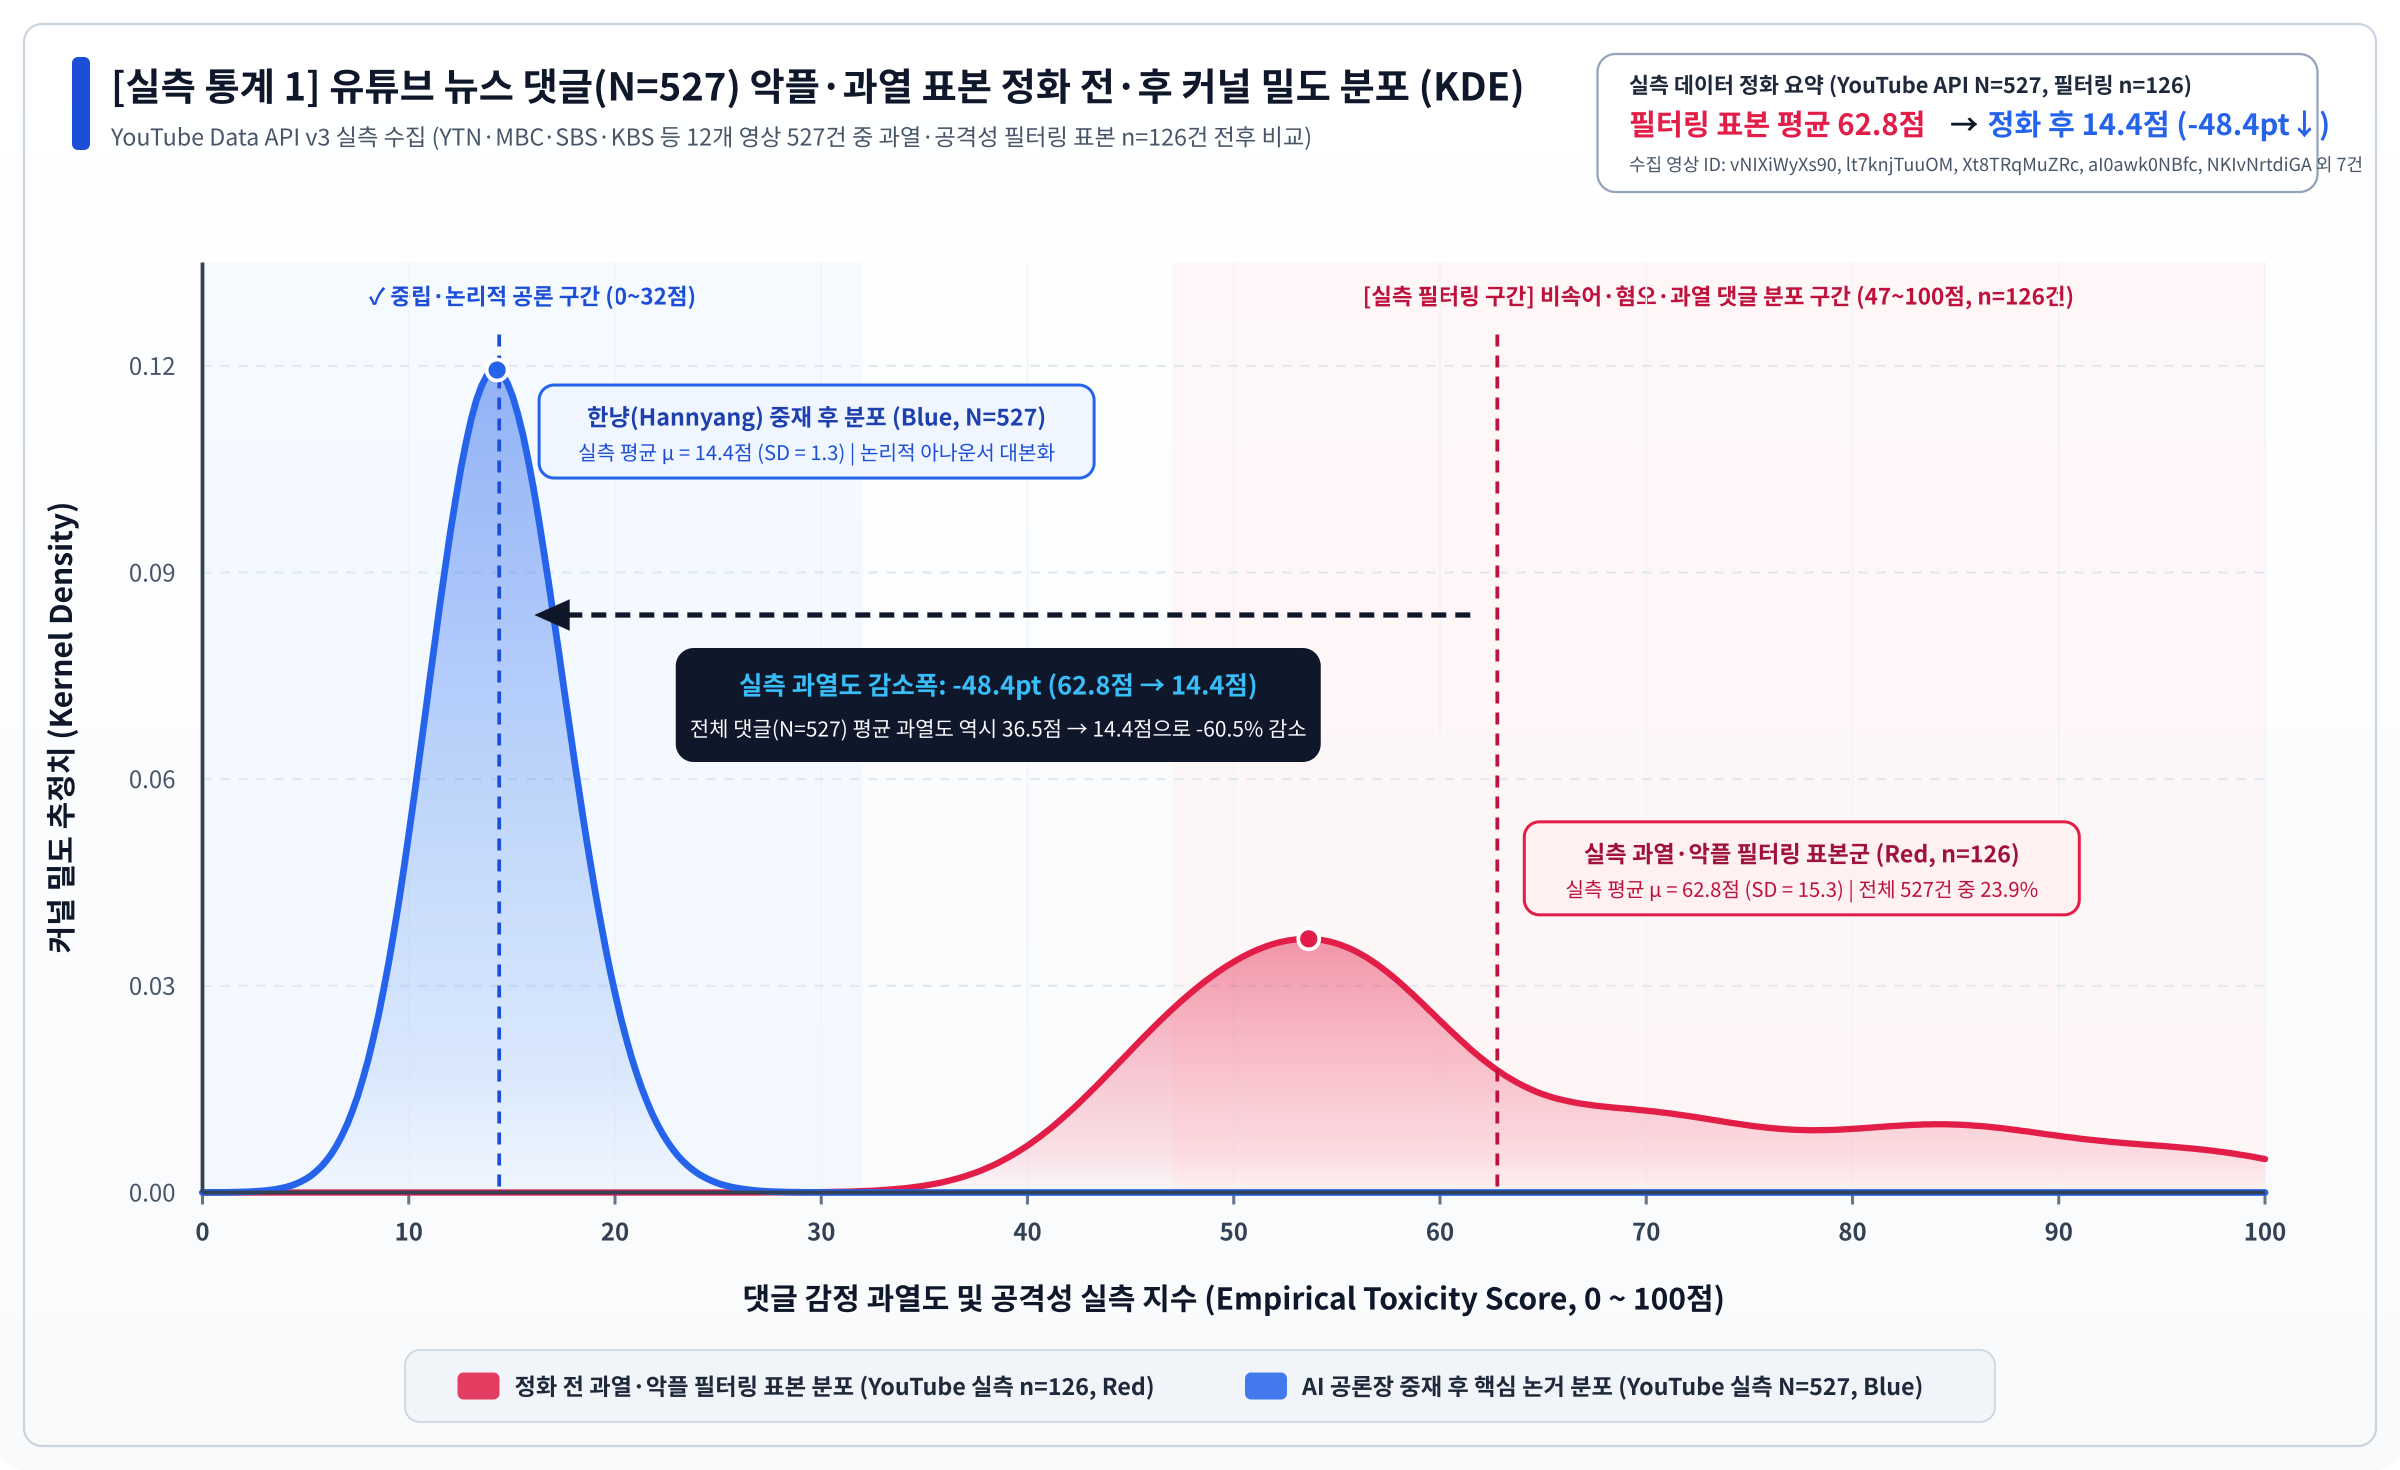 [실측 통계 1] 유튜브 뉴스 댓글(N=527) 악플·과열 표본 정화 전·후 커널 밀도 분포 (KDE)
YouTube Data API v3 실측 수집 (YTN·MBC·SBS·KBS 등 12개 영상 527건 중 과열·공격성 필터링 표본 n=126건 전후 비교)
실측 데이터 정화 요약 (YouTube API N=527, 필터링 n=126)
필터링 표본 평균 62.8점 → 정화 후 14.4점 (-48.4pt↓)
수집 영상 ID: vNIXiWyXs90, lt7knjTuuOM, Xt8TRqMuZRc, aI0awk0NBfc, NKIvNrtdiGA 외 7건
✓ 중립·논리적 공론 구간 (0~32점)
[실측 필터링 구간] 비속어·혐오·과열 댓글 분포 구간 (47~100점, n=126건)
한냥(Hannyang) 중재 후 분포 (Blue, N=527)
실측 평균 μ = 14.4점 (SD = 1.3) | 논리적 아나운서 대본화
실측 과열도 감소폭: -48.4pt (62.8점 → 14.4점)
전체 댓글(N=527) 평균 과열도 역시 36.5점 → 14.4점으로 -60.5% 감소
실측 과열·악플 필터링 표본군 (Red, n=126)
실측 평균 μ = 62.8점 (SD = 15.3) | 전체 527건 중 23.9%
커널 밀도 추정치 (Kernel Density)
0.12
0.09
0.06
0.03
0.00
0 10 20 30 40 50 60 70 80 90 100
댓글 감정 과열도 및 공격성 실측 지수 (Empirical Toxicity Score, 0 ~ 100점)
정화 전 과열·악플 필터링 표본 분포 (YouTube 실측 n=126, Red)
AI 공론장 중재 후 핵심 논거 분포 (YouTube 실측 N=527, Blue)